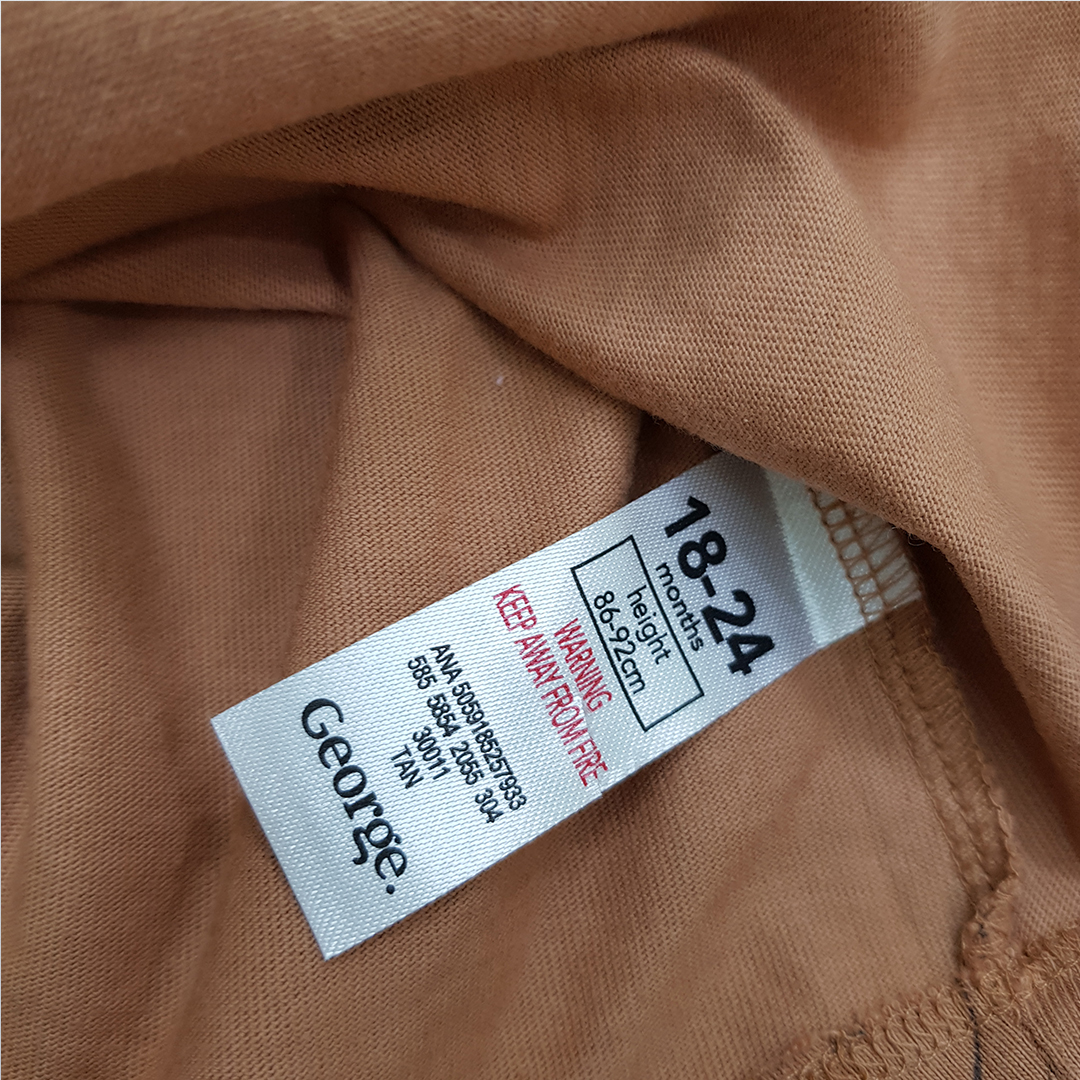 18-24
months
height
86-92cm
WARNING
KEEP AWAY FROM FIRE
ANA 5059185257933
585 5854 2055 304
30011
TAN
George.